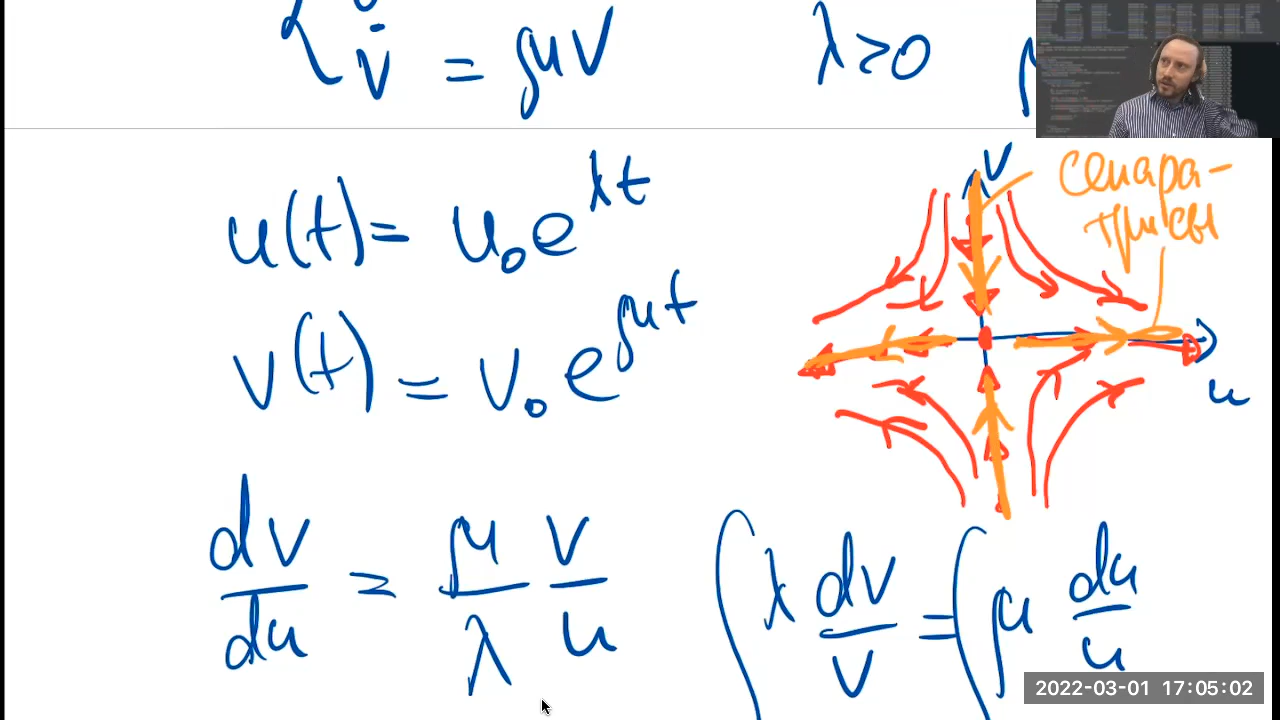 v̇ = μv λ>0
u(t)= u₀e^λt
v(t) = v₀e^μt
v
сепара-
трисы
u
dv/du = μ/λ v/u
∫λ dv/v = ∫μ du/u
2022-03-01 17:05:02